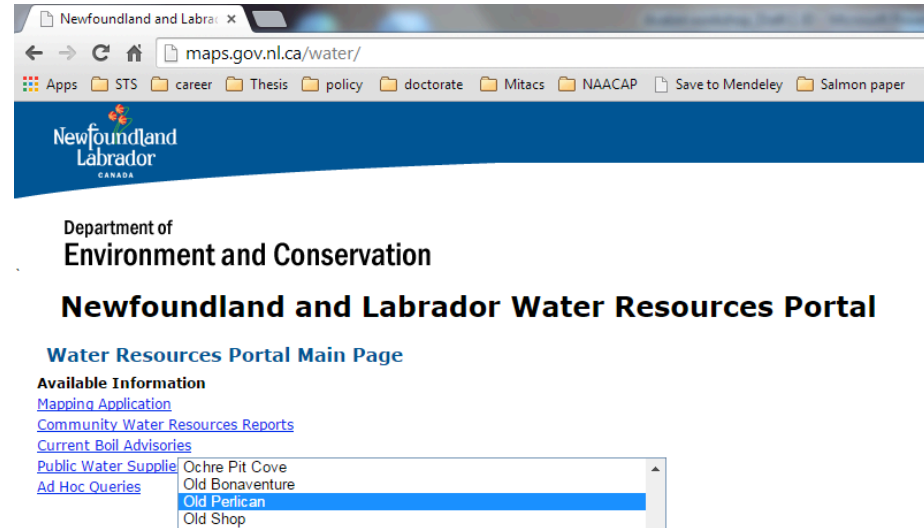 Newfoundland and Labrac
maps.gov.nl.ca/water/
Apps STS career Thesis policy doctorate Mitacs NAACAP Save to Mendeley Salmon paper
Newfoundland
Labrador
CANADA
Department of
Environment and Conservation
Newfoundland and Labrador Water Resources Portal
Water Resources Portal Main Page
Available Information
Mapping Application
Community Water Resources Reports
Current Boil Advisories
Public Water Supplie
Ochre Pit Cove
Old Bonaventure
Ad Hoc Queries
Old Perlican
Old Shop